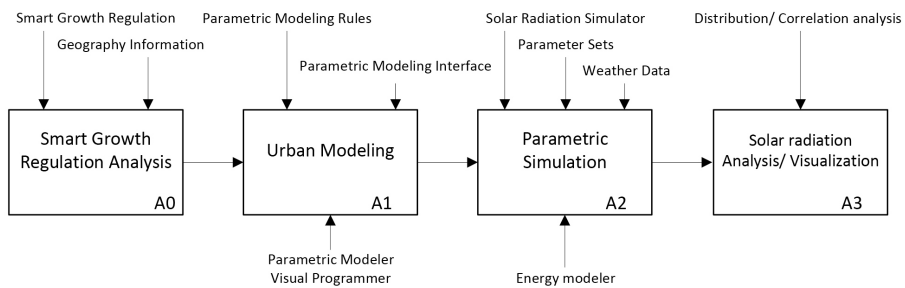 Smart Growth Regulation
Parametric Modeling Rules
Solar Radiation Simulator
Distribution/ Correlation analysis
Geography Information
Parameter Sets
Parametric Modeling Interface
Weather Data
Smart Growth
Regulation Analysis
A0
Urban Modeling
A1
Parametric
Simulation
A2
Solar radiation
Analysis/ Visualization
A3
Parametric Modeler
Visual Programmer
Energy modeler